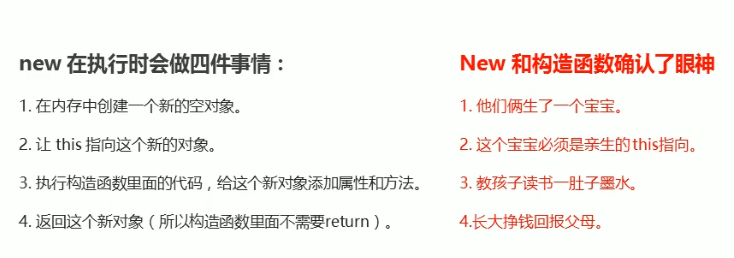 new 在执行时会做四件事情：
1. 在内存中创建一个新的空对象。
2. 让 this 指向这个新的对象。
3. 执行构造函数里面的代码，给这个新对象添加属性和方法。
4. 返回这个新对象（所以构造函数里面不需要return）。
New 和构造函数确认了眼神
1. 他们俩生了一个宝宝。
2. 这个宝宝必须是亲生的this指向。
3. 教孩子读书一肚子墨水。
4.长大挣钱回报父母。